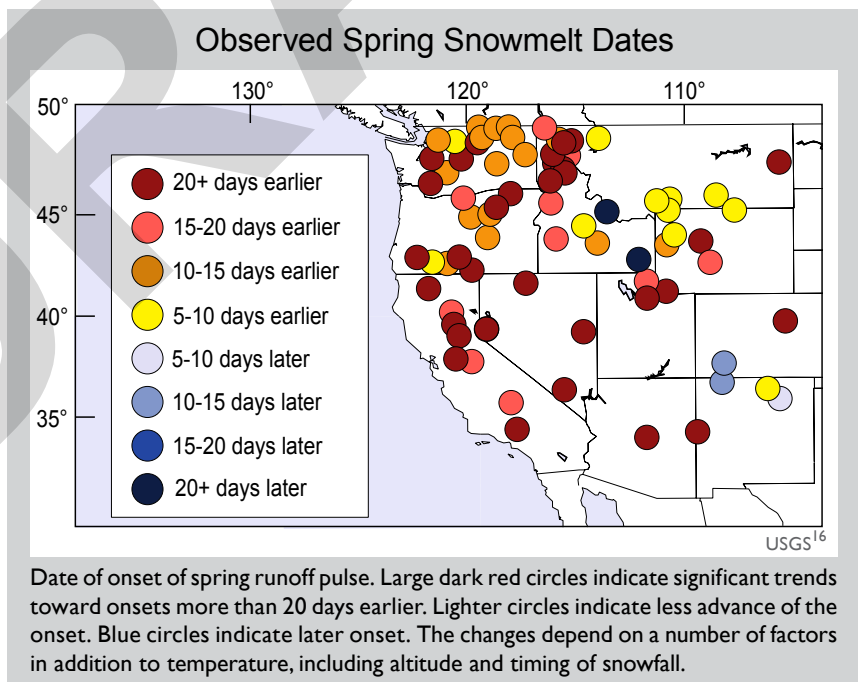 Observed Spring Snowmelt Dates
130° 120° 110°
50°
45°
40°
35°
20+ days earlier
15-20 days earlier
10-15 days earlier
5-10 days earlier
5-10 days later
10-15 days later
15-20 days later
20+ days later
USGS16
Date of onset of spring runoff pulse. Large dark red circles indicate significant trends
toward onsets more than 20 days earlier. Lighter circles indicate less advance of the
onset. Blue circles indicate later onset. The changes depend on a number of factors
in addition to temperature, including altitude and timing of snowfall.